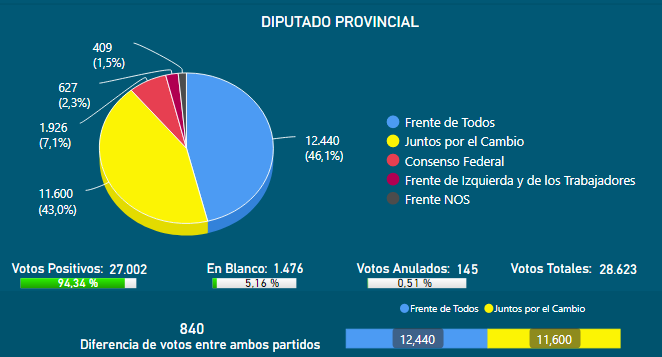 DIPUTADO PROVINCIAL
409
(1,5%)
627
(2,3%)
1.926
(7,1%)
11.600
(43,0%)
12.440
(46,1%)
Frente de Todos
Juntos por el Cambio
Consenso Federal
Frente de Izquierda y de los Trabajadores
Frente NOS
Votos Positivos: 27.002
94,34 %
En Blanco: 1.476
5,16 %
Votos Anulados: 145
0,51 %
Votos Totales: 28.623
840
Diferencia de votos entre ambos partidos
Frente de Todos Juntos por el Cambio
12,440 11,600